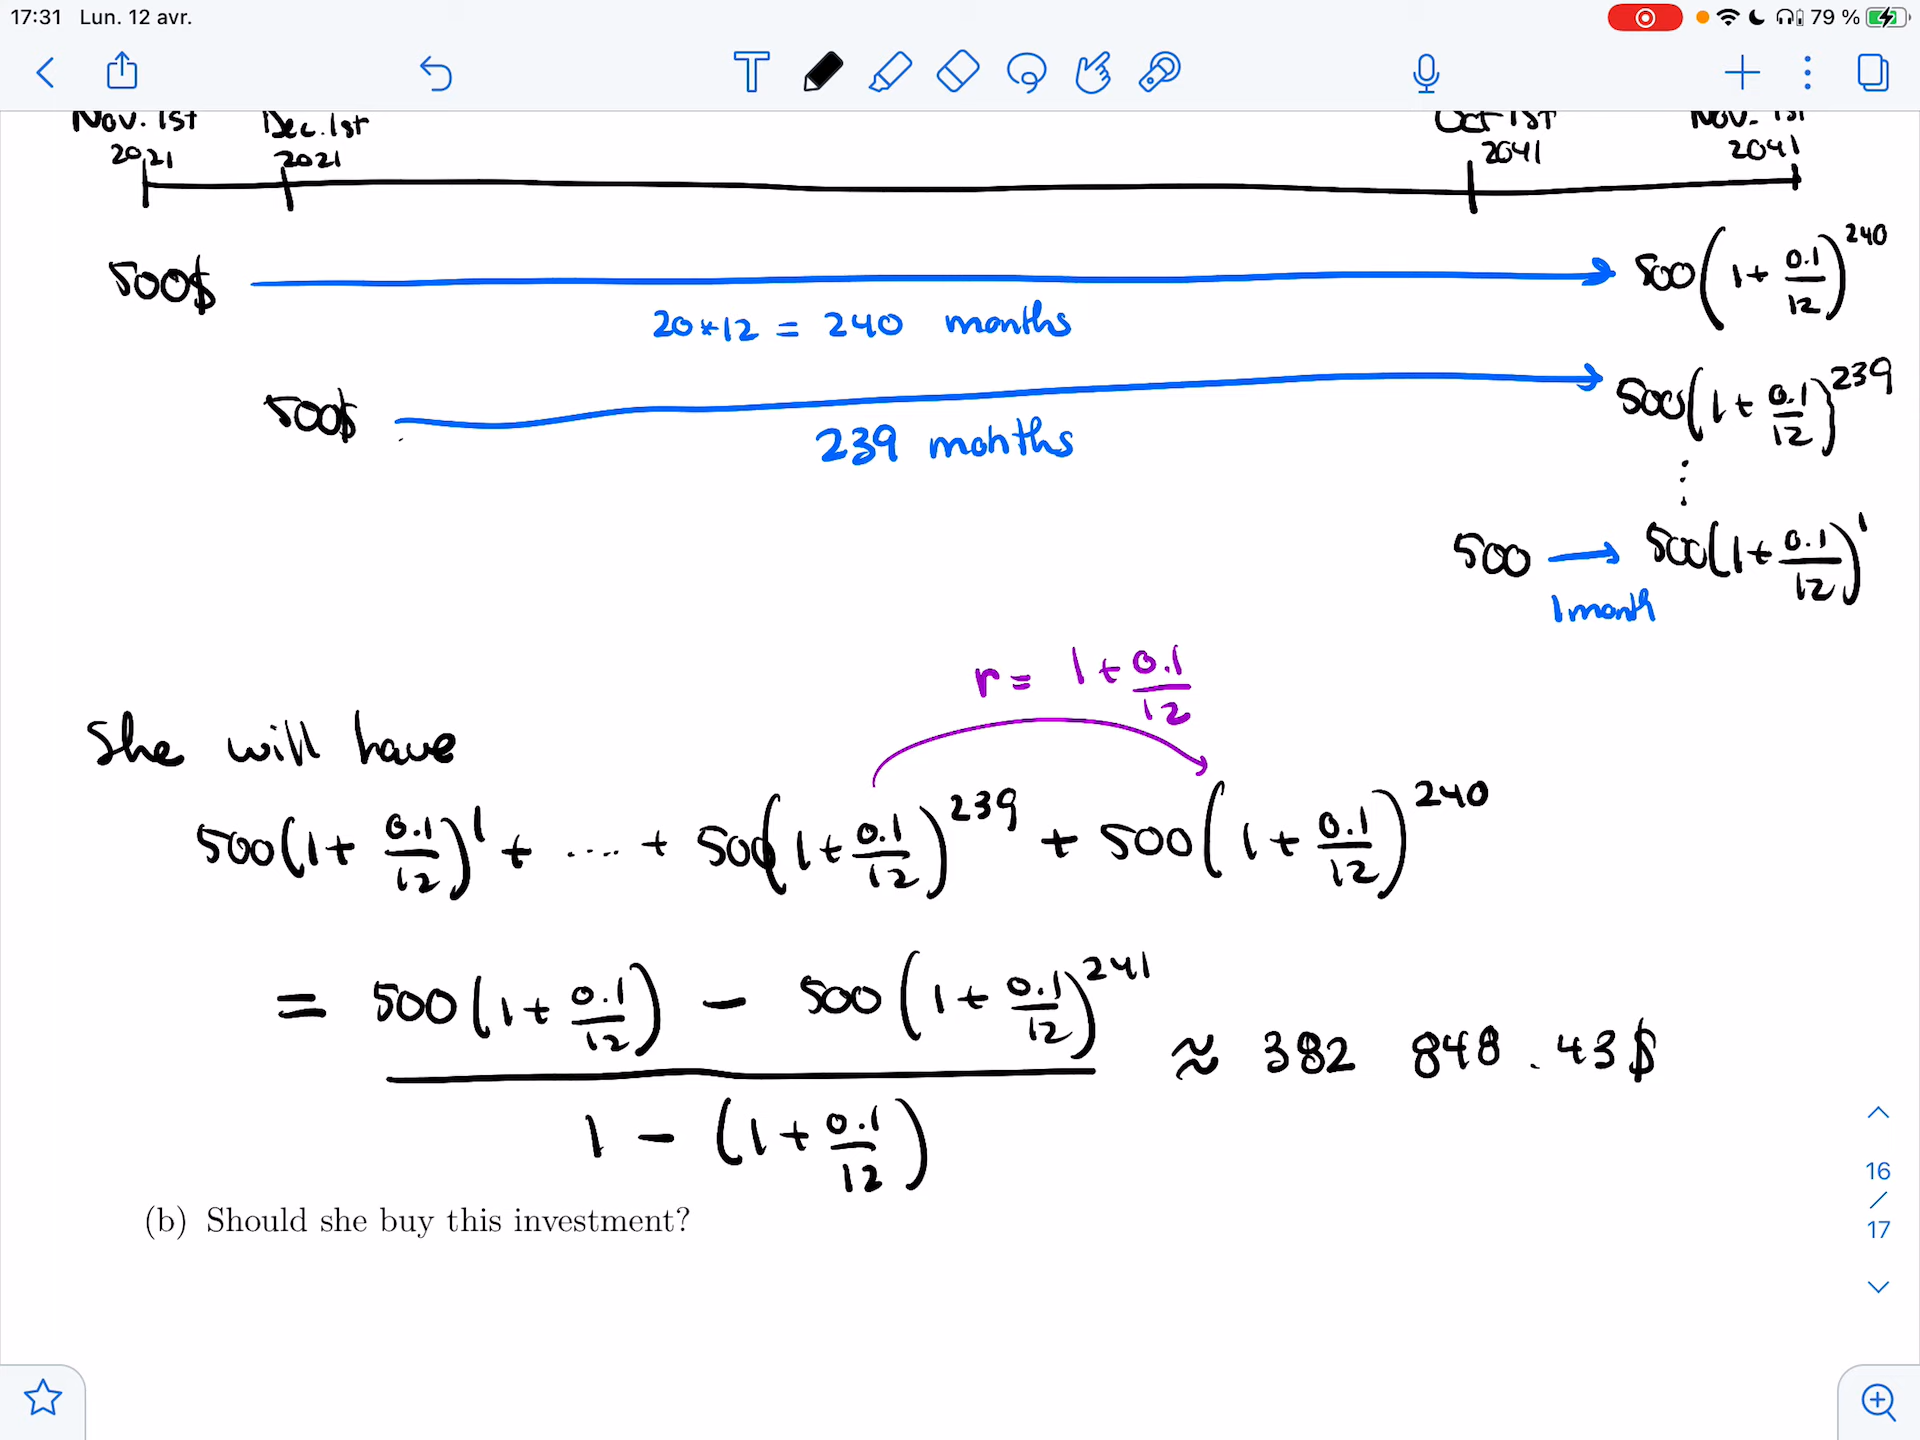 17:31 Lun. 12 avr. 79 %
T
Nov. 1st Dec. 1st Oct 1st Nov. 1st
2021 2021 2041 2041
500$ 500(1 + 0.1/12)^240
20*12 = 240 months
500$ 500(1 + 0.1/12)^239
239 months
⋮
500 → 500(1 + 0.1/12)^1
1 month
r = 1 + 0.1/12
She will have
500(1 + 0.1/12)^1 + .... + 500(1 + 0.1/12)^239 + 500(1 + 0.1/12)^240
= (500(1 + 0.1/12) - 500(1 + 0.1/12)^241) / (1 - (1 + 0.1/12)) ≈ 382 848.43$
16
/
17
(b) Should she buy this investment?